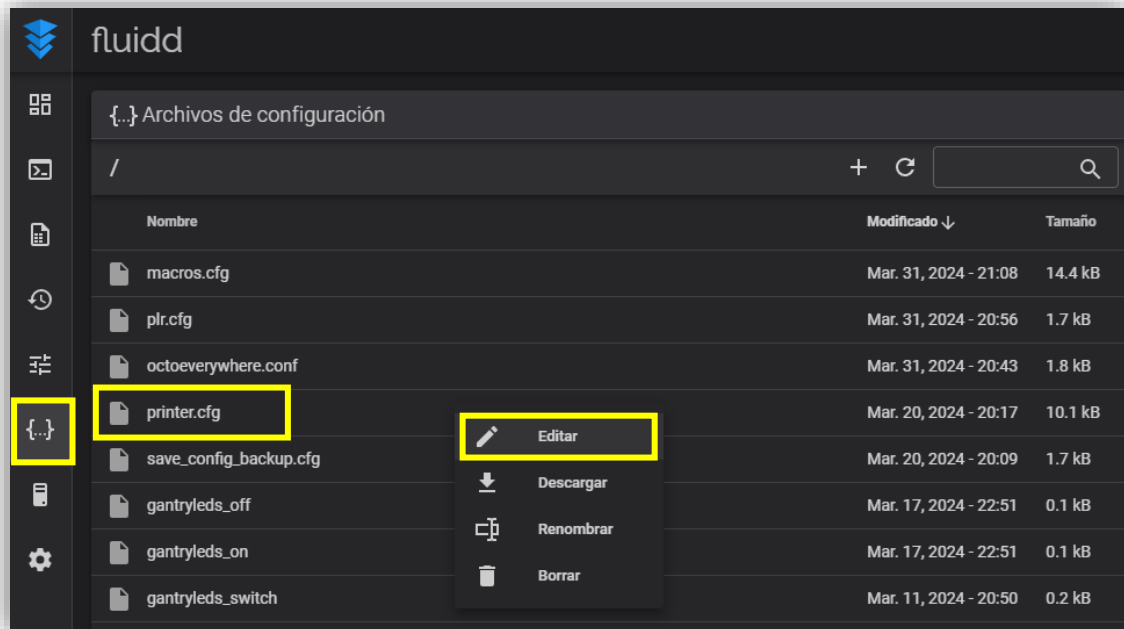 fluidd
{...} Archivos de configuración
/
Nombre Modificado ↓ Tamaño
macros.cfg Mar. 31, 2024 - 21:08 14.4 kB
plr.cfg Mar. 31, 2024 - 20:56 1.7 kB
octoeverywhere.conf Mar. 31, 2024 - 20:43 1.8 kB
printer.cfg Mar. 20, 2024 - 20:17 10.1 kB
{...}
Editar
save_config_backup.cfg Mar. 20, 2024 - 20:09 1.7 kB
Descargar
gantryleds_off Mar. 17, 2024 - 22:51 0.1 kB
Renombrar
gantryleds_on Mar. 17, 2024 - 22:51 0.1 kB
Borrar
gantryleds_switch Mar. 11, 2024 - 20:50 0.2 kB